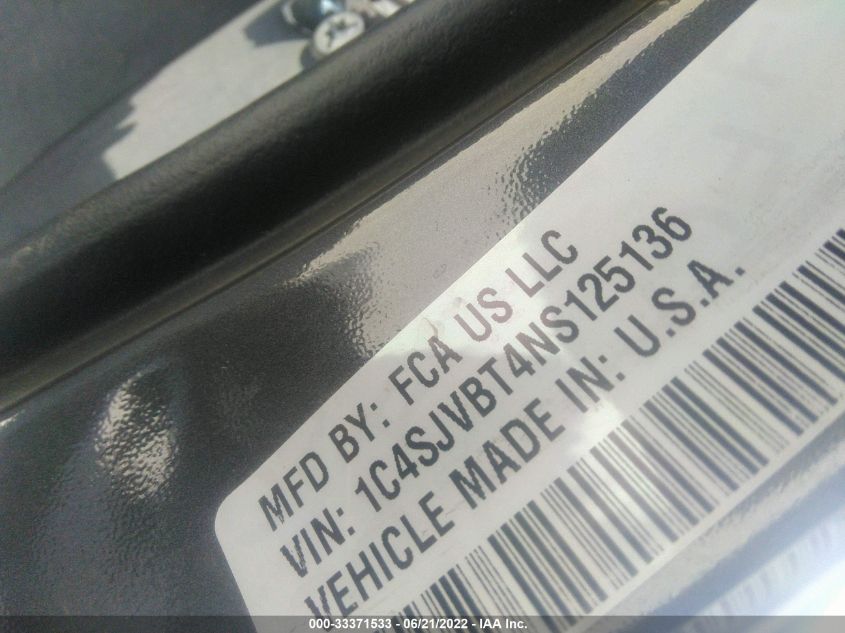 MFD BY: FCA US LLC
VIN: 1C4SJVBT4NS125136
VEHICLE MADE IN: U.S.A.
000-33371533 - 06/21/2022 - IAA Inc.